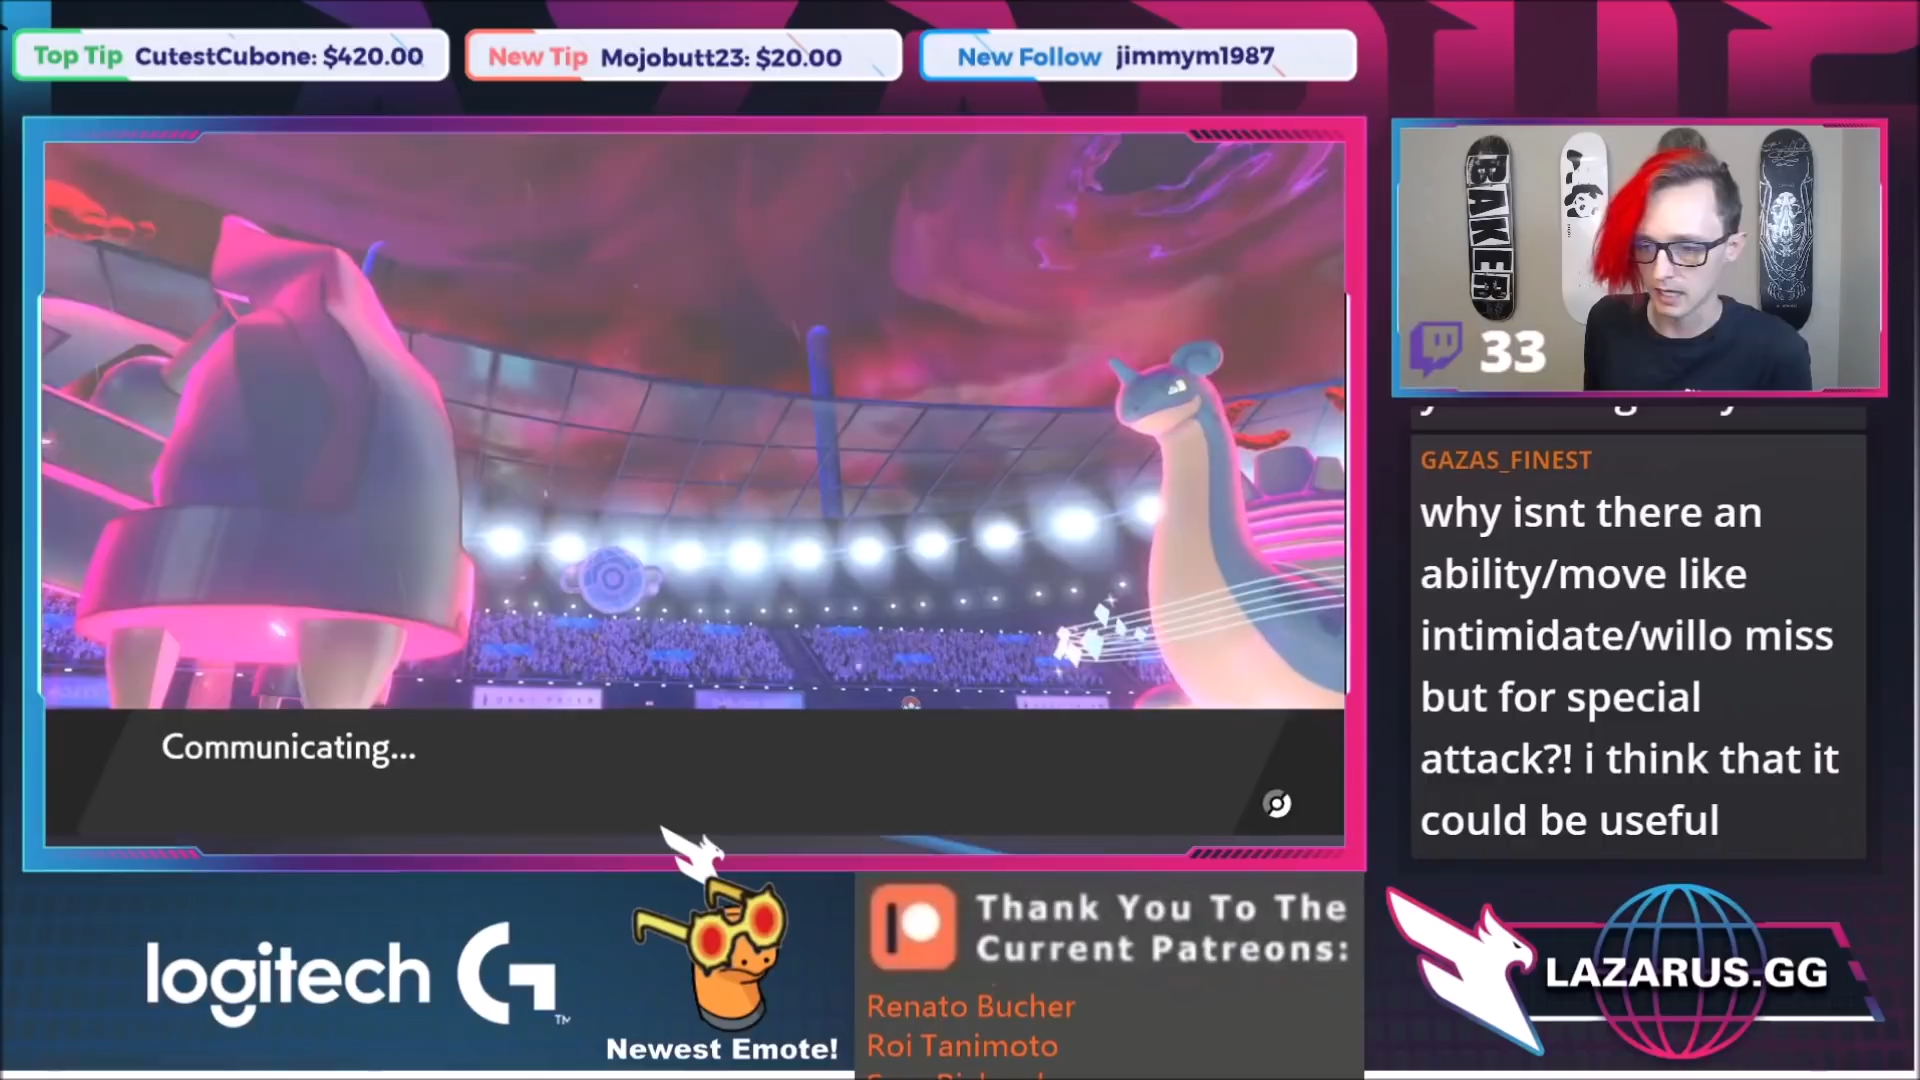 Top Tip CutestCubone: $420.00
New Tip Mojobutt23: $20.00
New Follow jimmym1987
BAKER
33
GAZAS_FINEST
why isnt there an
ability/move like
intimidate/willo miss
but for special
attack?! i think that it
could be useful
Communicating...
logitech G TM
Newest Emote!
Thank You To The
Current Patreons:
Renato Bucher
Roi Tanimoto
LAZARUS.GG